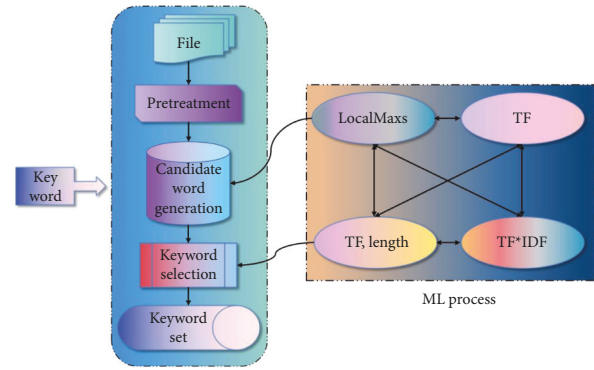 File
Pretreatment
Candidate
word
generation
Keyword
selection
Keyword
set
Key
word
LocalMaxs
TF
TF, length
TF*IDF
ML process